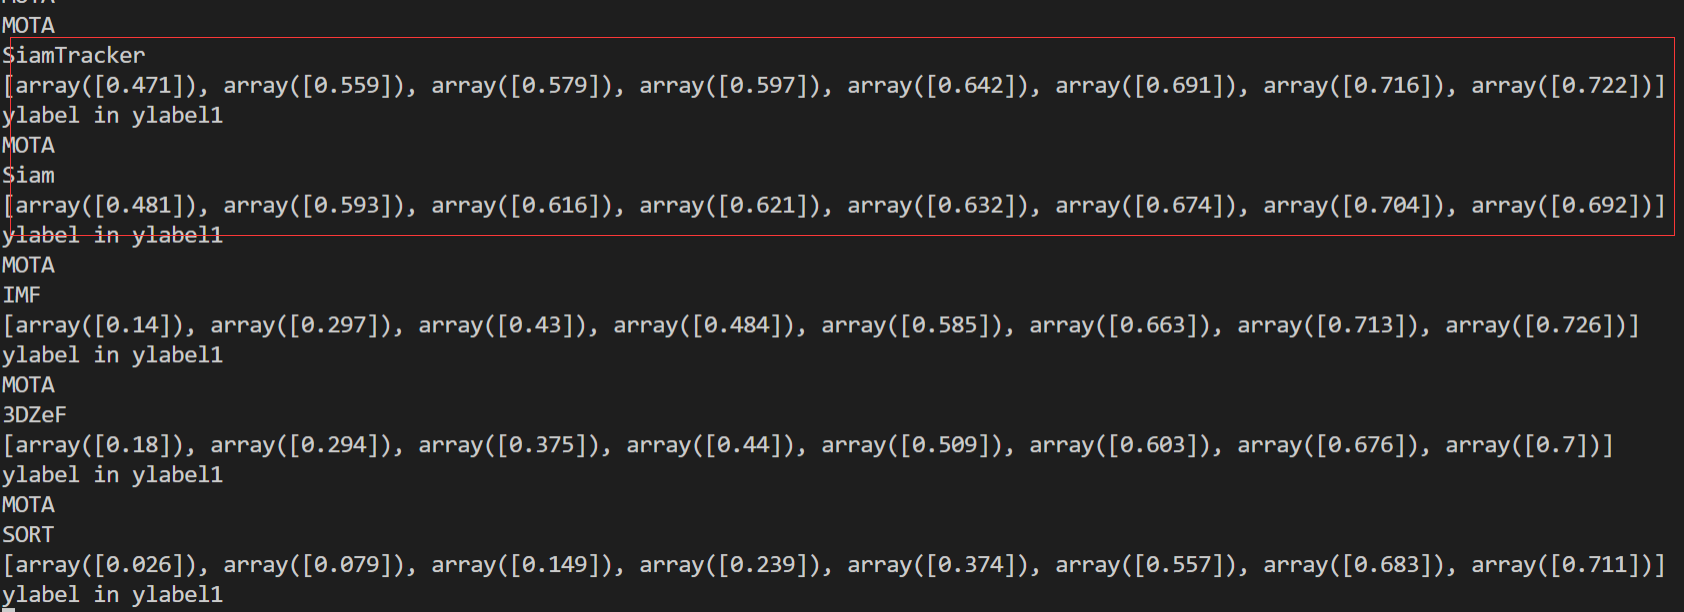 MOTA
MOTA
SiamTracker
[array([0.471]), array([0.559]), array([0.579]), array([0.597]), array([0.642]), array([0.691]), array([0.716]), array([0.722])]
ylabel in ylabel1
MOTA
Siam
[array([0.481]), array([0.593]), array([0.616]), array([0.621]), array([0.632]), array([0.674]), array([0.704]), array([0.692])]
ylabel in ylabel1
MOTA
IMF
[array([0.14]), array([0.297]), array([0.43]), array([0.484]), array([0.585]), array([0.663]), array([0.713]), array([0.726])]
ylabel in ylabel1
MOTA
3DZeF
[array([0.18]), array([0.294]), array([0.375]), array([0.44]), array([0.509]), array([0.603]), array([0.676]), array([0.7])]
ylabel in ylabel1
MOTA
SORT
[array([0.026]), array([0.079]), array([0.149]), array([0.239]), array([0.374]), array([0.557]), array([0.683]), array([0.711])]
ylabel in ylabel1